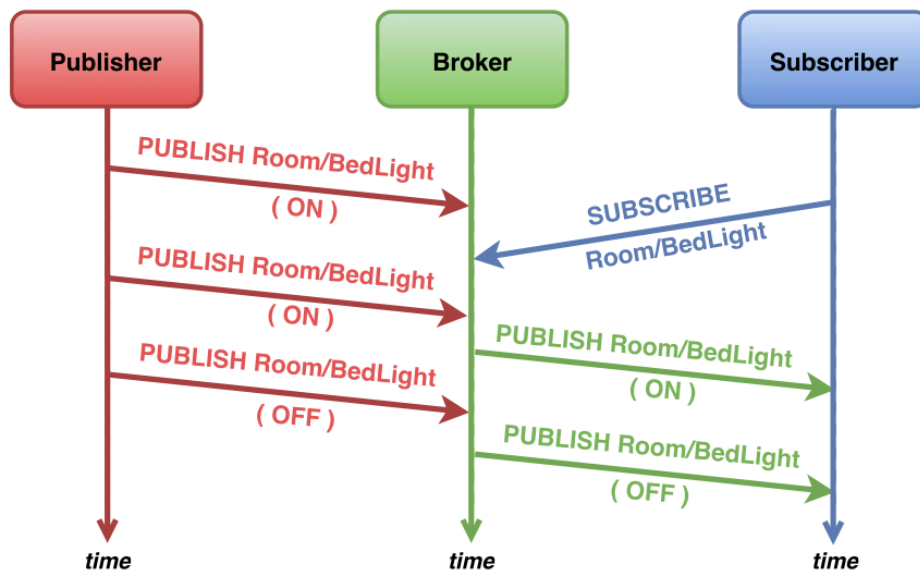 Publisher
Broker
Subscriber
PUBLISH Room/BedLight
( ON )
SUBSCRIBE
Room/BedLight
PUBLISH Room/BedLight
( ON )
PUBLISH Room/BedLight
( ON )
PUBLISH Room/BedLight
( OFF )
PUBLISH Room/BedLight
( OFF )
time
time
time